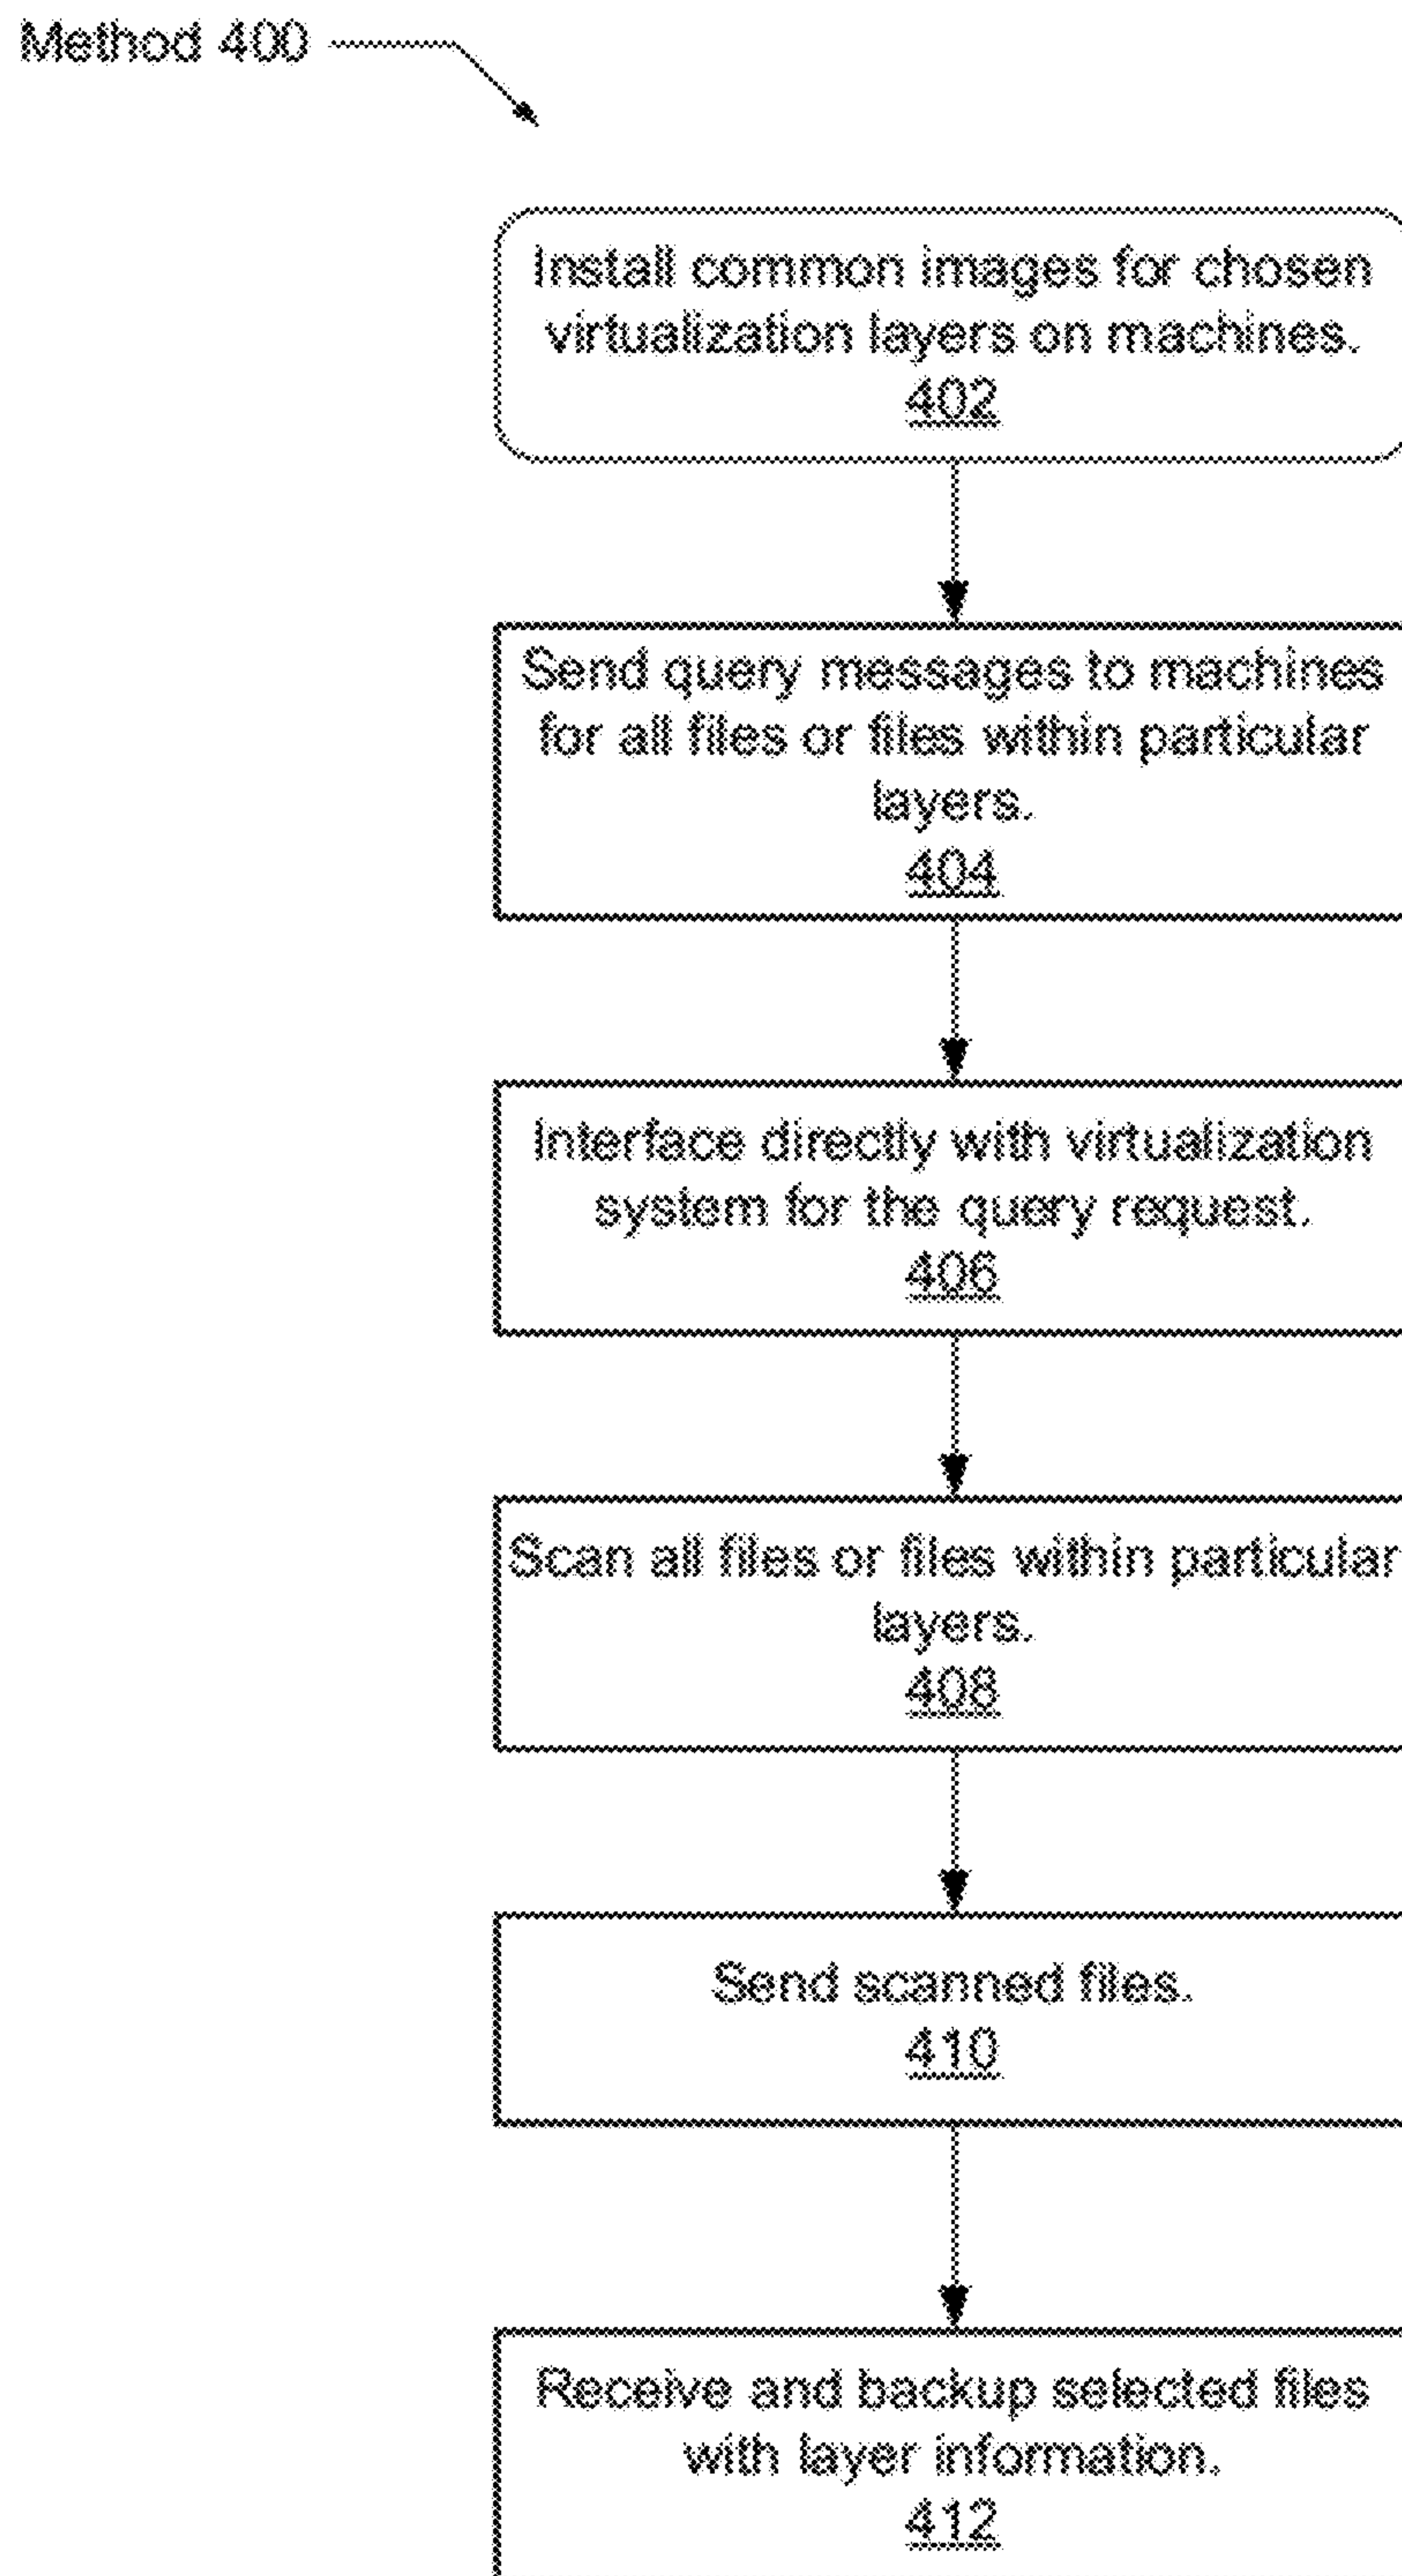 Method 400
Install common images for chosen
virtualization layers on machines.
402
Send query messages to machines
for all files or files within particular
layers.
404
Interface directly with virtualization
system for the query request.
406
Scan all files or files within particular
layers.
408
Send scanned files.
410
Receive and backup selected files
with layer information.
412